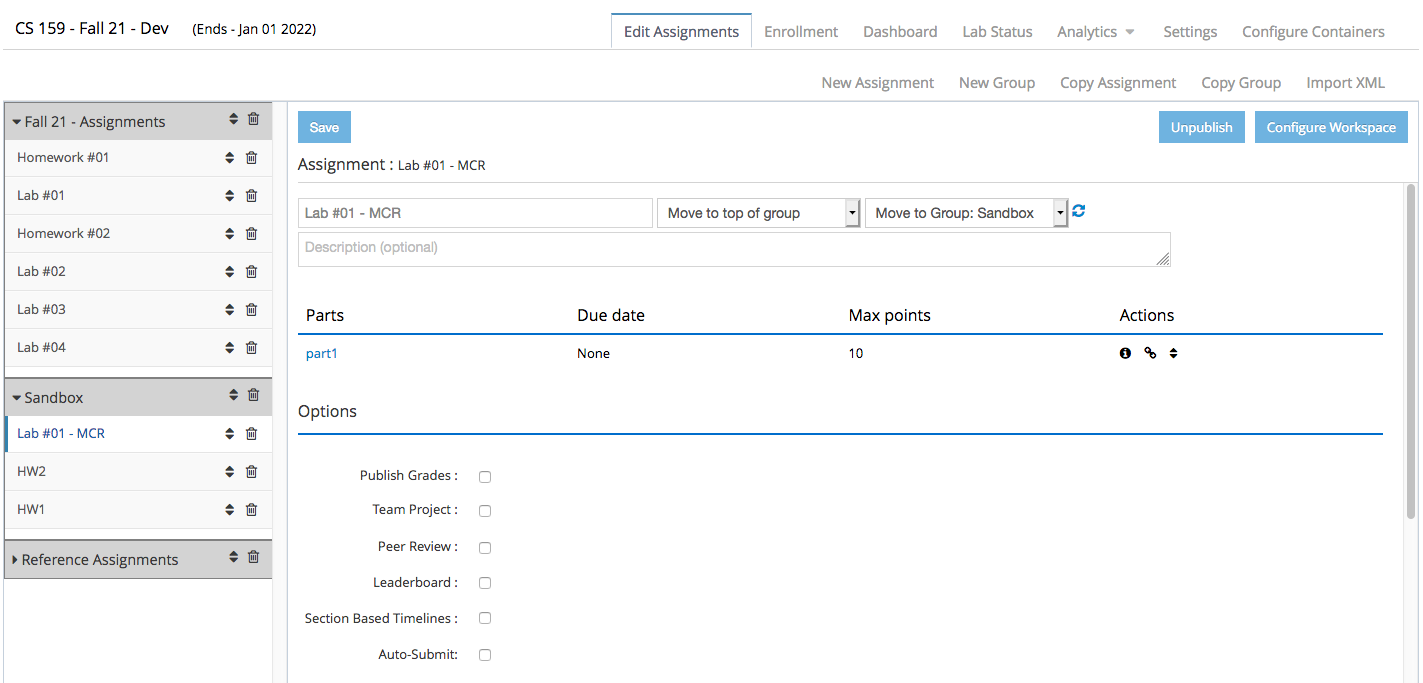 CS 159 - Fall 21 - Dev (Ends - Jan 01 2022)
Edit Assignments Enrollment Dashboard Lab Status Analytics Settings Configure Containers
New Assignment New Group Copy Assignment Copy Group Import XML
Fall 21 - Assignments
Homework #01
Lab #01
Homework #02
Lab #02
Lab #03
Lab #04
Sandbox
Lab #01 - MCR
HW2
HW1
Reference Assignments
Save Unpublish Configure Workspace
Assignment : Lab #01 - MCR
Lab #01 - MCR Move to top of group Move to Group: Sandbox
Description (optional)
Parts Due date Max points Actions
part1 None 10
Options
Publish Grades :
Team Project :
Peer Review :
Leaderboard :
Section Based Timelines :
Auto-Submit: